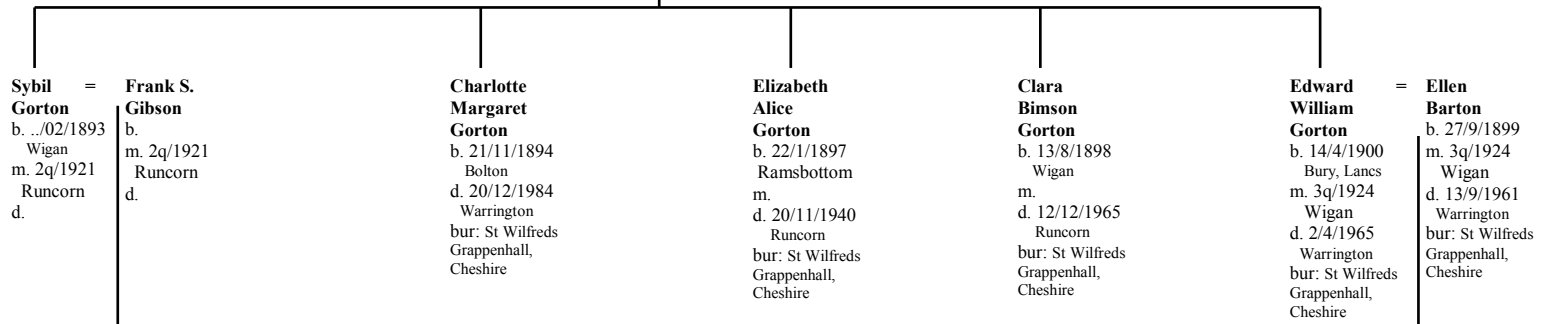 Sybil =
Gorton
b. ../02/1893
Wigan
m. 2q/1921
Runcorn
d.
Frank S.
Gibson
b.
m. 2q/1921
Runcorn
d.
Charlotte
Margaret
Gorton
b. 21/11/1894
Bolton
d. 20/12/1984
Warrington
bur: St Wilfreds
Grappenhall,
Cheshire
Elizabeth
Alice
Gorton
b. 22/1/1897
Ramsbottom
m.
d. 20/11/1940
Runcorn
bur: St Wilfreds
Grappenhall,
Cheshire
Clara
Bimson
Gorton
b. 13/8/1898
Wigan
m.
d. 12/12/1965
Runcorn
bur: St Wilfreds
Grappenhall,
Cheshire
Edward =
William
Gorton
b. 14/4/1900
Bury, Lancs
m. 3q/1924
Wigan
d. 2/4/1965
Warrington
bur: St Wilfreds
Grappenhall,
Cheshire
Ellen
Barton
b. 27/9/1899
m. 3q/1924
Wigan
d. 13/9/1961
Warrington
bur: St Wilfreds
Grappenhall,
Cheshire